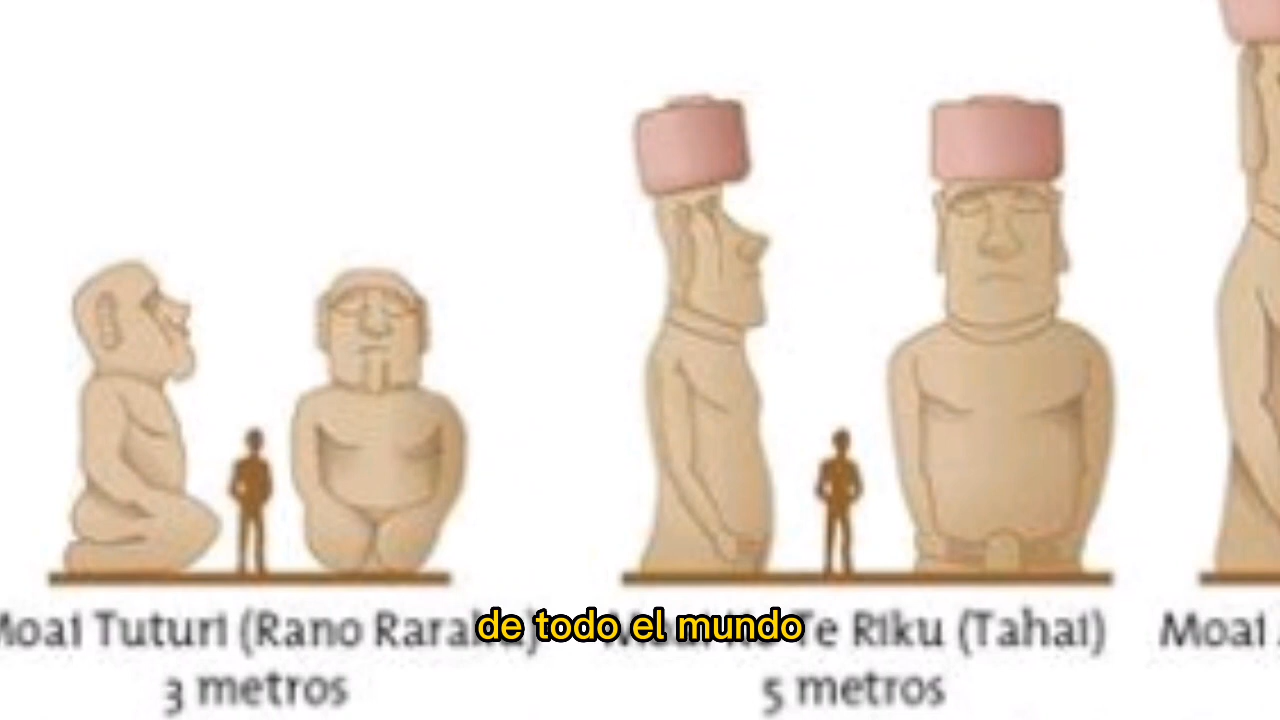 Moai Tuturi (Rano Rara
de todo el mundo
Te Riku (Tahai)
Moai
3 metros
5 metros